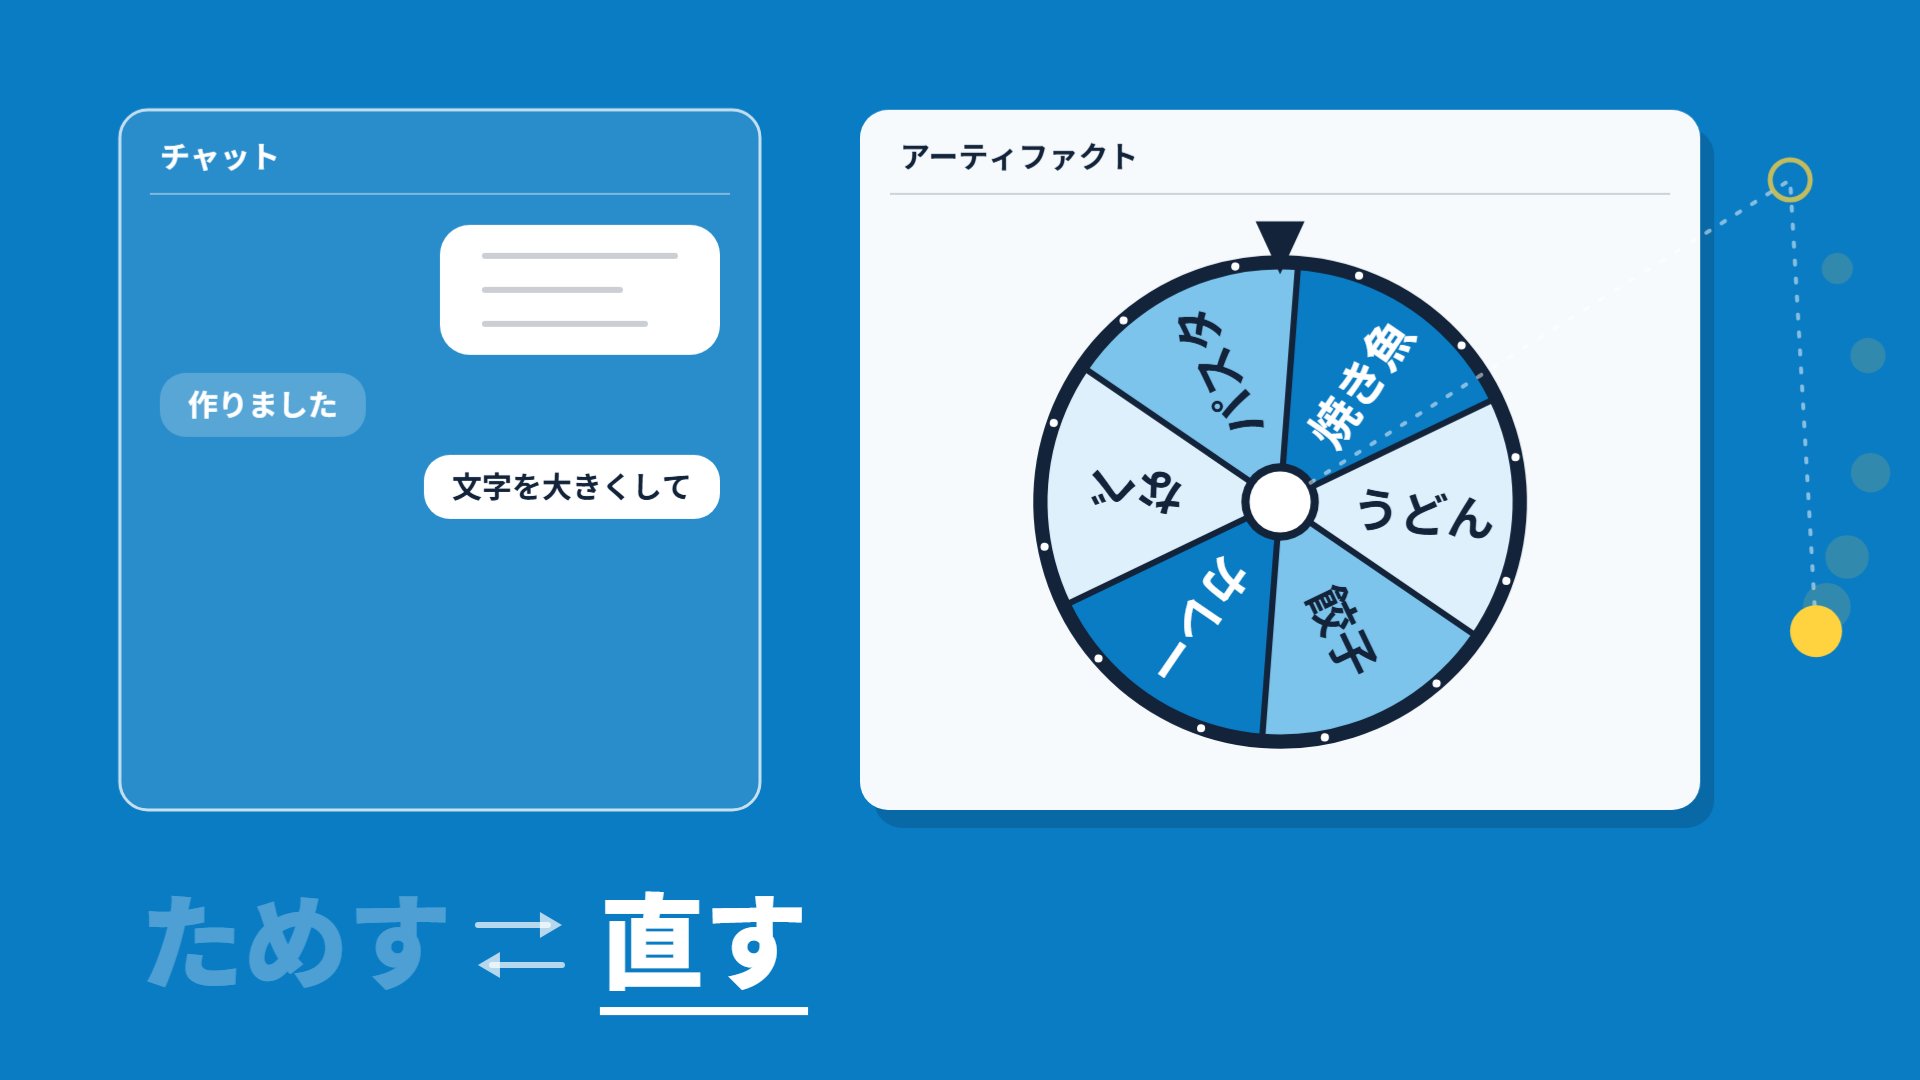 チャット
作りました
文字を大きくして
アーティファクト
焼き魚
うどん
餃子
カレー
なべ
パスタ
ためす
直す